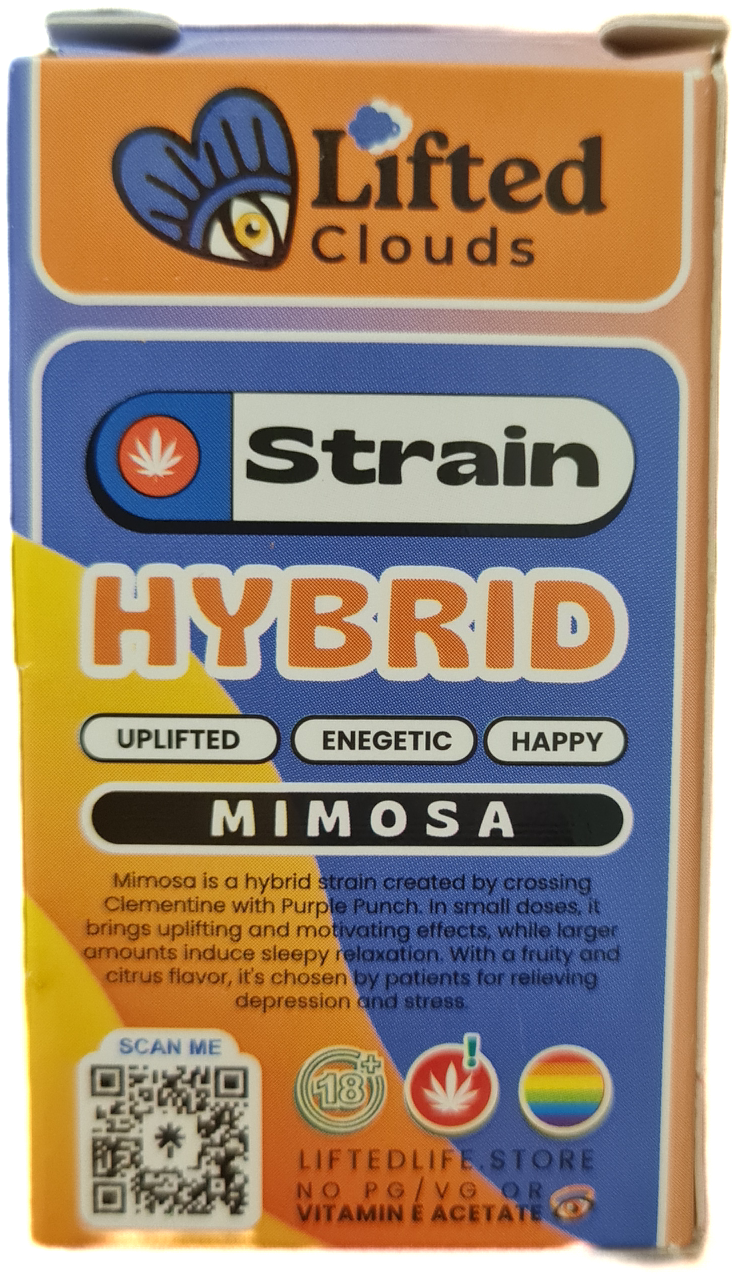 Lifted
Clouds
Strain
HYBRID
UPLIFTED ENEGETIC HAPPY
MIMOSA
Mimosa is a hybrid strain created by crossing
Clementine with Purple Punch. In small doses, it
brings uplifting and motivating effects, while larger
amounts induce sleepy relaxation. With a fruity and
citrus flavor, it's chosen by patients for relieving
depression and stress.
SCAN ME
18+
!
LIFTEDLIFE.STORE
NO PG/VG OR
VITAMIN E ACETATE